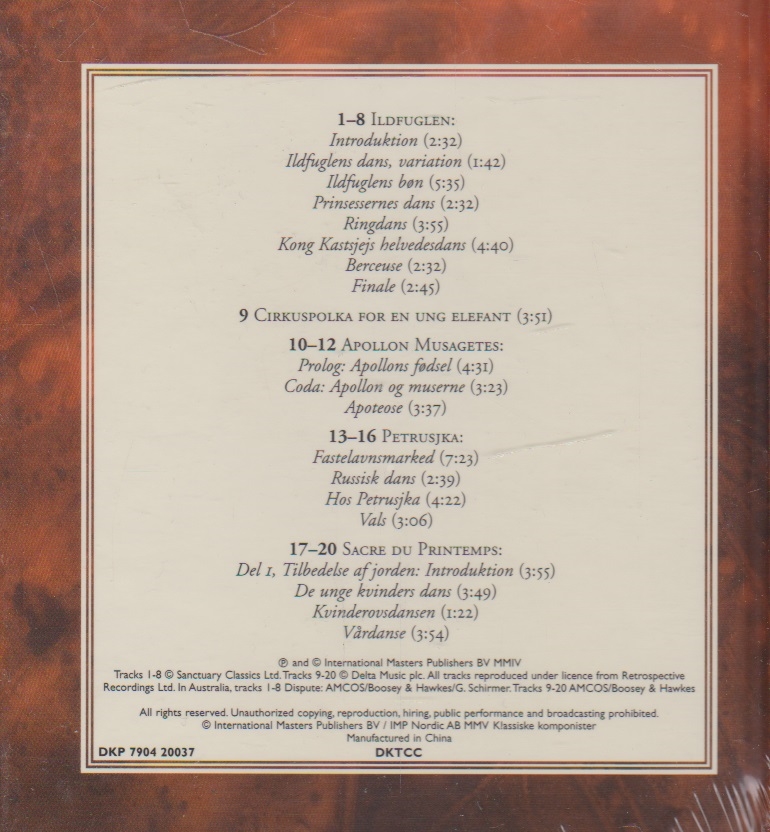 1–8 ILDFUGLEN:
Introduktion (2:32)
Ildfuglens dans, variation (1:42)
Ildfuglens bøn (5:35)
Prinsessernes dans (2:32)
Ringdans (3:55)
Kong Kastsjejs helvedesdans (4:40)
Berceuse (2:32)
Finale (2:45)
9 CIRKUSPOLKA FOR EN UNG ELEFANT (3:51)
10–12 APOLLON MUSAGETES:
Prolog: Apollons fødsel (4:31)
Coda: Apollon og muserne (3:23)
Apoteose (3:37)
13–16 PETRUSJKA:
Fastelavnsmarked (7:23)
Russisk dans (2:39)
Hos Petrusjka (4:22)
Vals (3:06)
17–20 SACRE DU PRINTEMPS:
Del 1, Tilbedelse af jorden: Introduktion (3:55)
De unge kvinders dans (3:49)
Kvinderovsdansen (1:22)
Vårdanse (3:54)
℗ and © International Masters Publishers BV MMIV
Tracks 1-8 © Sanctuary Classics Ltd. Tracks 9-20 © Delta Music plc. All tracks reproduced under licence from Retrospective
Recordings Ltd. In Australia, tracks 1-8 Dispute: AMCOS/Boosey & Hawkes/G. Schirmer. Tracks 9-20 AMCOS/Boosey & Hawkes
All rights reserved. Unauthorized copying, reproduction, hiring, public performance and broadcasting prohibited.
© International Masters Publishers BV / IMP Nordic AB MMV Klassiske komponister
Manufactured in China
DKP 7904 20037 DKTCC